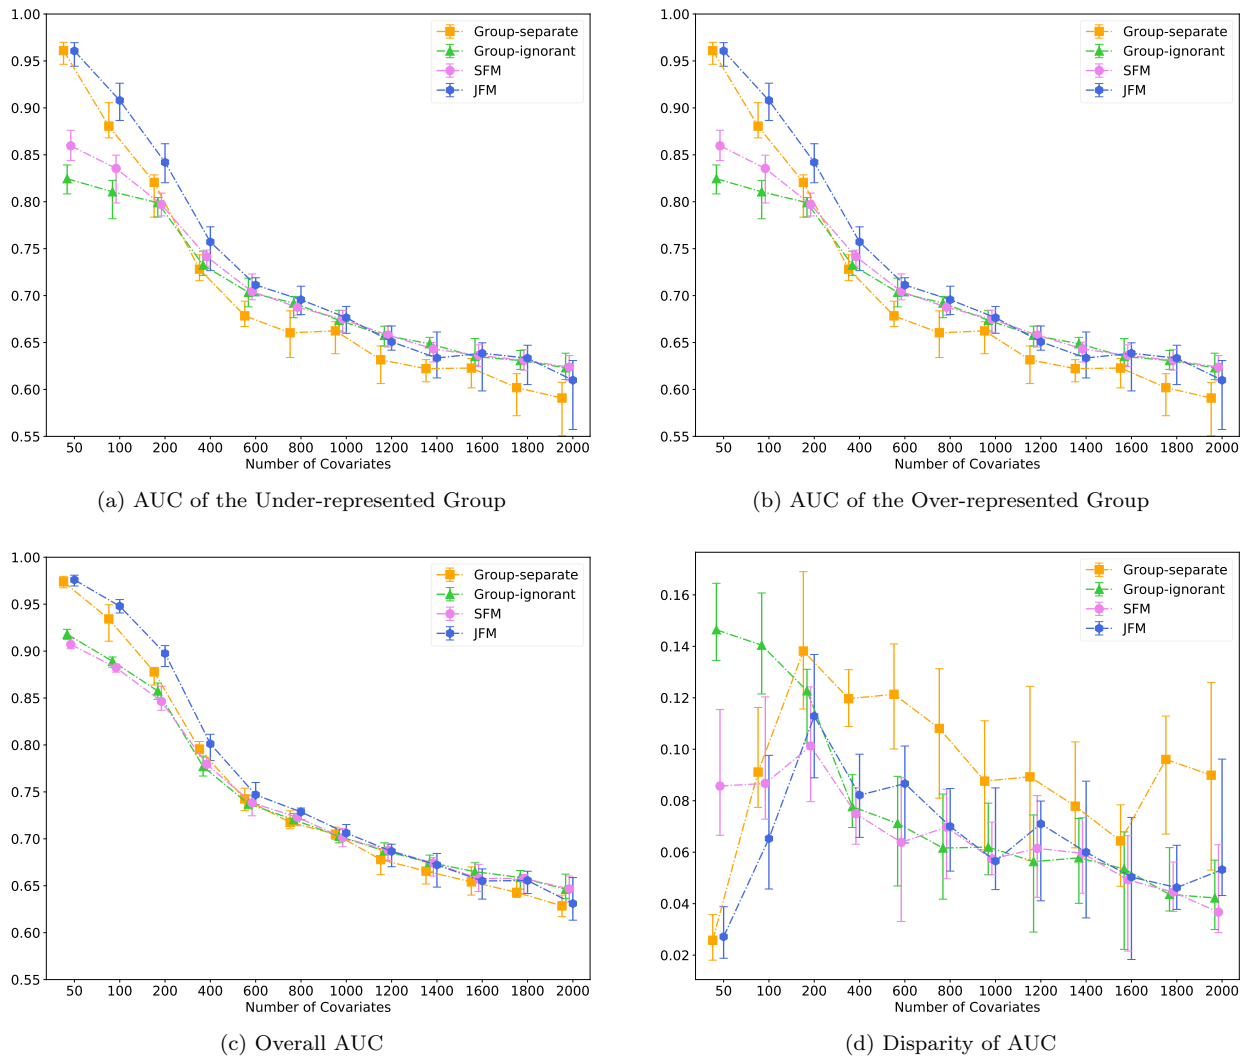 1.00
0.95
0.90
0.85
0.80
0.75
0.70
0.65
0.60
0.55
Group-separate
Group-ignorant
SFM
JFM
50 100 200 400 600 800 1000 1200 1400 1600 1800 2000
Number of Covariates
(a) AUC of the Under-represented Group
1.00
0.95
0.90
0.85
0.80
0.75
0.70
0.65
0.60
0.55
Group-separate
Group-ignorant
SFM
JFM
50 100 200 400 600 800 1000 1200 1400 1600 1800 2000
Number of Covariates
(b) AUC of the Over-represented Group
1.00
0.95
0.90
0.85
0.80
0.75
0.70
0.65
0.60
0.55
Group-separate
Group-ignorant
SFM
JFM
50 100 200 400 600 800 1000 1200 1400 1600 1800 2000
Number of Covariates
(c) Overall AUC
0.16
0.14
0.12
0.10
0.08
0.06
0.04
0.02
Group-separate
Group-ignorant
SFM
JFM
50 100 200 400 600 800 1000 1200 1400 1600 1800 2000
Number of Covariates
(d) Disparity of AUC